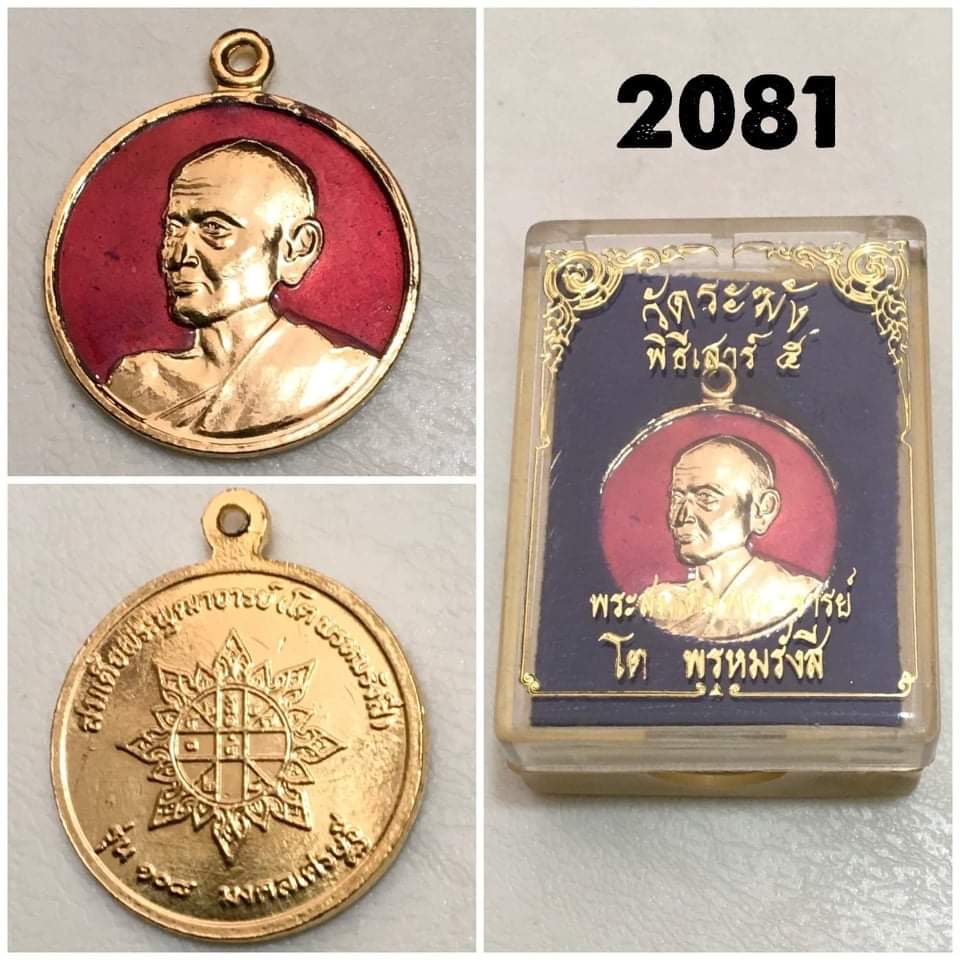 2081
วัดระฆัง
พิธีเสาร์ ๕
โต พรหมรังสี
สมเด็จพระพุฒาจารย์ (โต พรหมรังสี)
รุ่น ๑๐๘ มงคลเศรษฐี